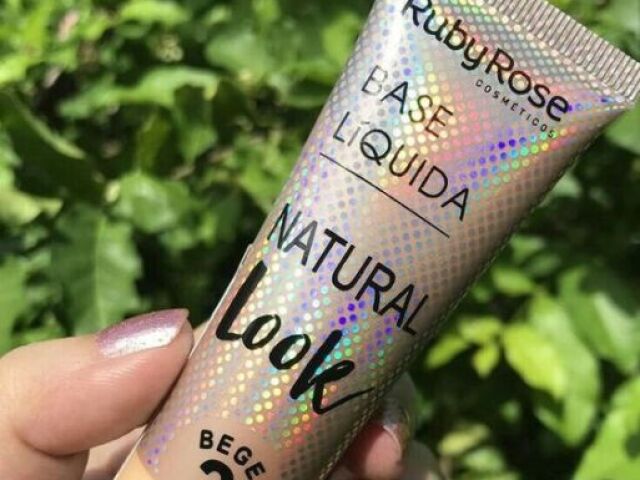 RubyRose
COSMÉTICOS
BASE
LÍQUIDA
NATURAL
Look
BEGE